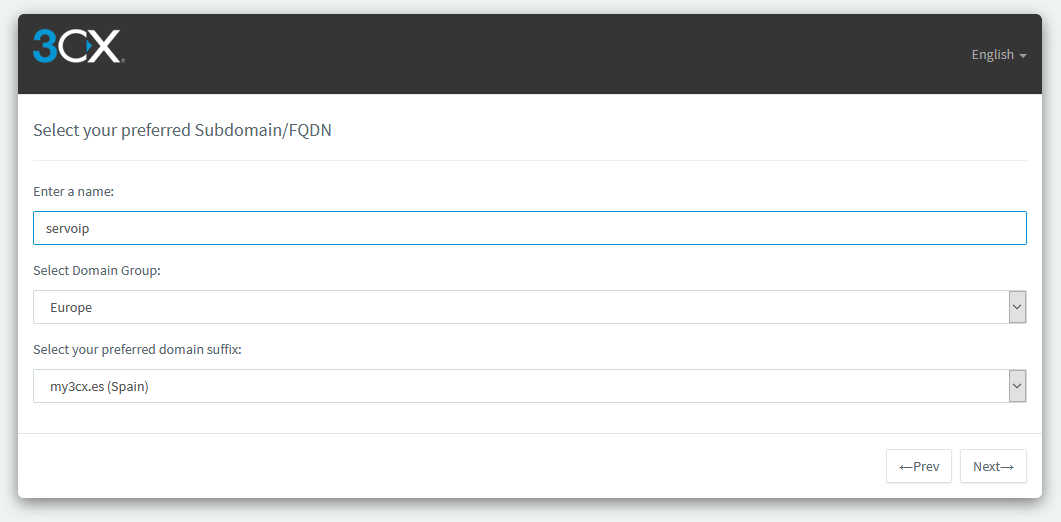 3CX
English
Select your preferred Subdomain/FQDN
Enter a name:
servoip
Select Domain Group:
Europe
Select your preferred domain suffix:
my3cx.es (Spain)
←Prev
Next→